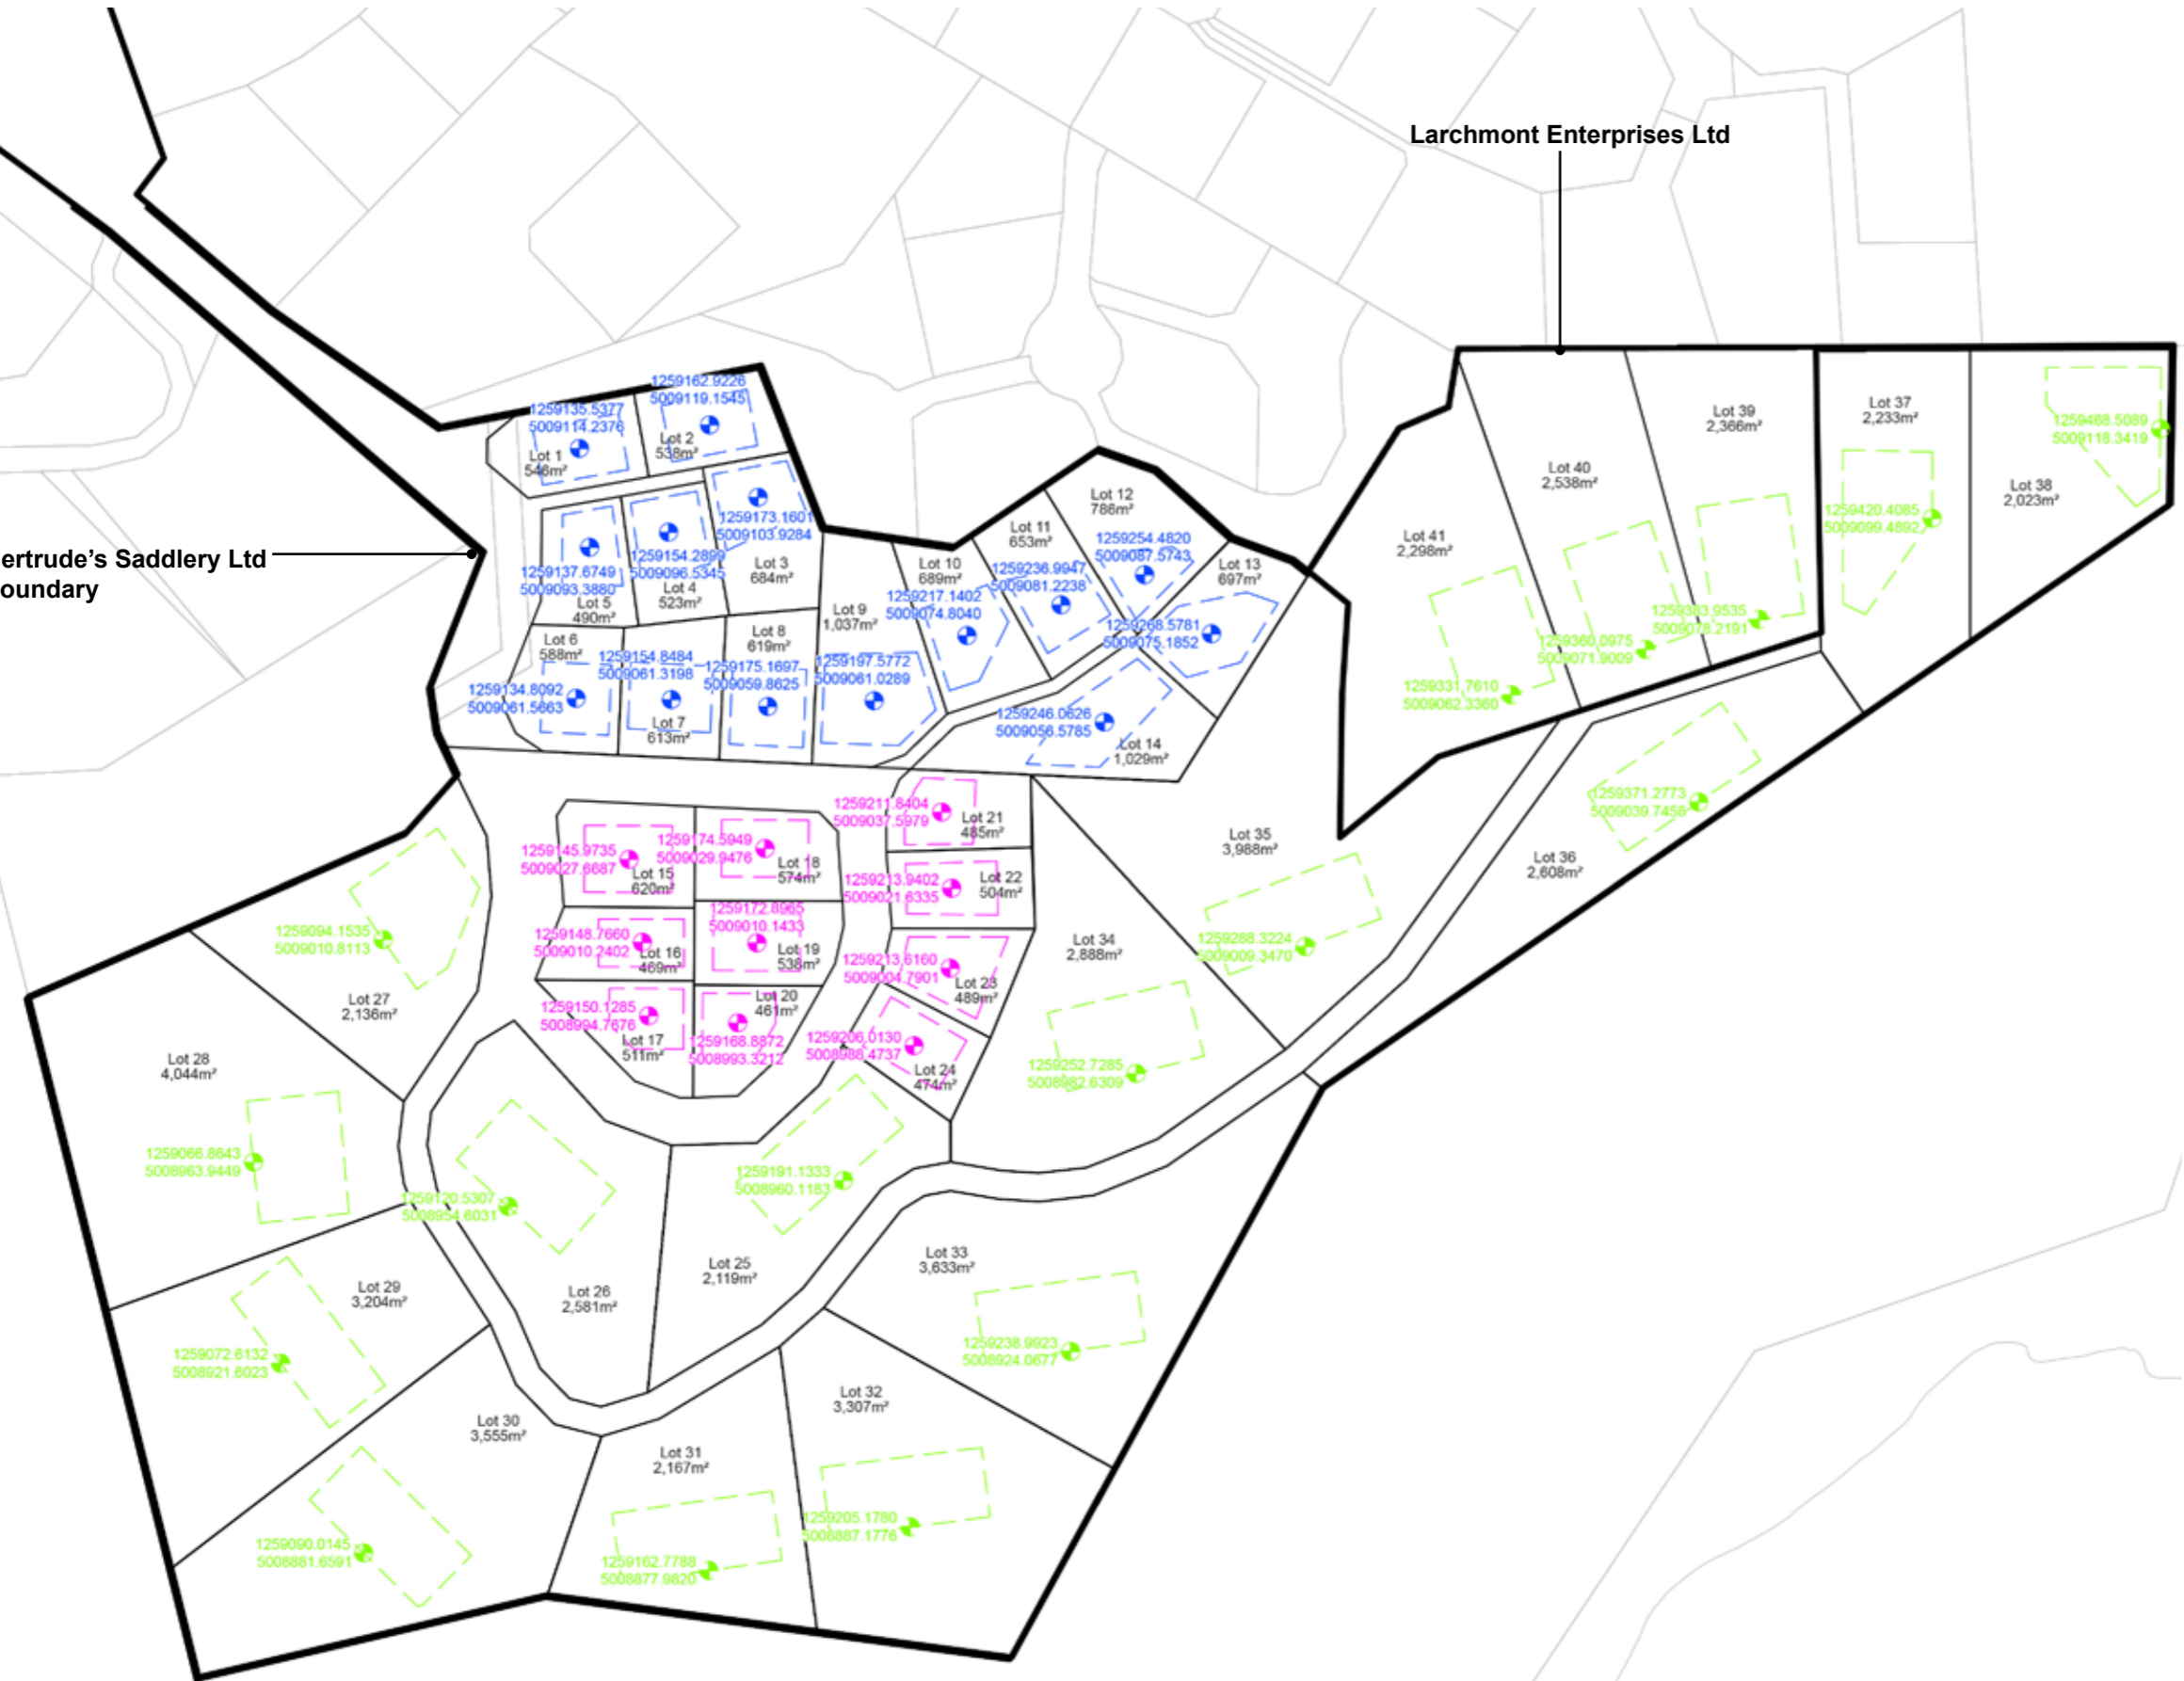 Larchmont Enterprises Ltd
ertrude’s Saddlery Ltd
oundary
1259135.5377
5009114.2376
Lot 1
546m²
1259162.9226
5009119.1545
Lot 2
538m²
1259173.1601
5009103.9284
Lot 3
684m²
1259154.2899
5009096.5345
Lot 4
523m²
1259137.6749
5009093.3880
Lot 5
490m²
Lot 6
588m²
1259134.8092
5009061.5663
1259154.8484
5009061.3198
Lot 7
613m²
Lot 8
619m²
1259175.1697
5009059.8625
Lot 9
1,037m²
1259197.5772
5009061.0289
Lot 10
689m²
1259217.1402
5009074.8040
Lot 11
653m²
1259236.9947
5009081.2238
Lot 12
786m²
1259254.4820
5009087.5743
Lot 13
697m²
1259268.5781
5009075.1852
1259246.0626
5009056.5785
Lot 14
1,029m²
1259145.9735
5009027.6687
Lot 15
620m²
1259148.7660
5009010.2402
Lot 16
469m²
1259150.1285
5008994.7676
Lot 17
511m²
1259174.5949
5009029.9476
Lot 18
574m²
1259172.8965
5009010.1433
Lot 19
538m²
Lot 20
461m²
1259168.8872
5008993.3212
1259211.8404
5009037.5979
Lot 21
485m²
1259213.9402
5009021.6335
Lot 22
504m²
1259213.6160
5009004.7901
Lot 23
489m²
1259206.0130
5008988.4737
Lot 24
474m²
1259191.1333
5008960.1183
Lot 25
2,119m²
1259120.5307
5008954.6031
Lot 26
2,581m²
1259094.1535
5009010.8113
Lot 27
2,136m²
Lot 28
4,044m²
1259066.8643
5008963.9449
Lot 29
3,204m²
1259072.6132
5008921.6023
Lot 30
3,555m²
1259090.0145
5008881.6591
Lot 31
2,167m²
1259162.7788
5008877.9820
Lot 32
3,307m²
1259205.1780
5008887.1776
Lot 33
3,633m²
1259238.9923
5008924.0677
Lot 34
2,888m²
1259252.7285
5008982.6309
Lot 35
3,988m²
1259288.3224
5009009.3470
1259371.2773
5009039.7458
Lot 36
2,608m²
Lot 37
2,233m²
1259420.4085
5009099.4892
1259468.5089
5009118.3419
Lot 38
2,023m²
Lot 39
2,366m²
1259383.9535
5009078.2191
Lot 40
2,538m²
1259360.0975
5009071.9009
Lot 41
2,298m²
1259331.7610
5009062.3360